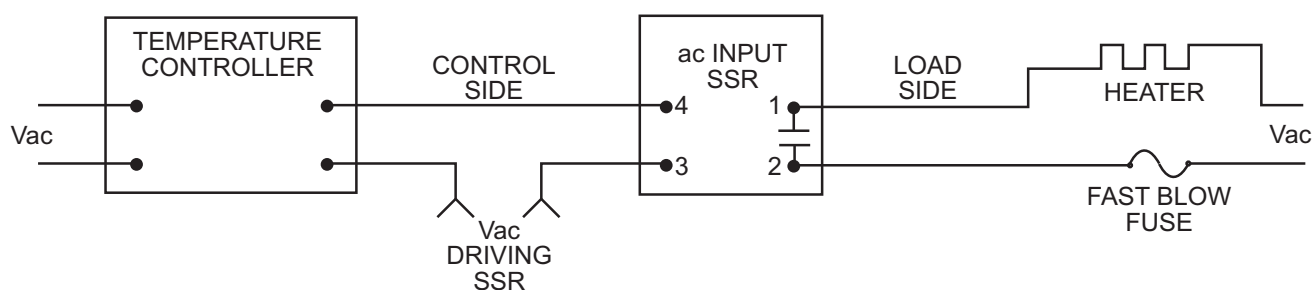 TEMPERATURE
CONTROLLER
Vac
CONTROL
SIDE
Vac
DRIVING
SSR
ac INPUT
SSR
4
3
1
2
LOAD
SIDE
HEATER
Vac
FAST BLOW
FUSE